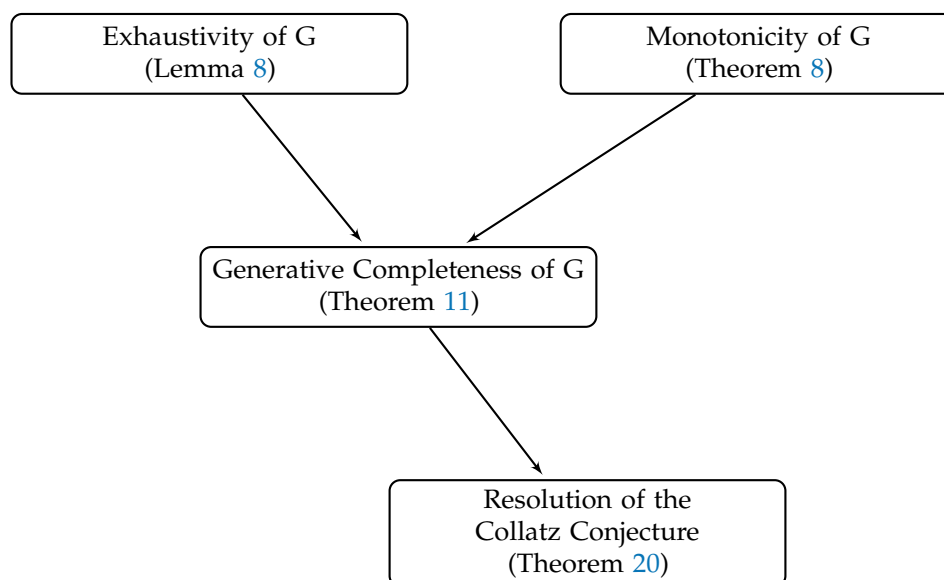 Exhaustivity of G
(Lemma 8)
Monotonicity of G
(Theorem 8)
Generative Completeness of G
(Theorem 11)
Resolution of the
Collatz Conjecture
(Theorem 20)